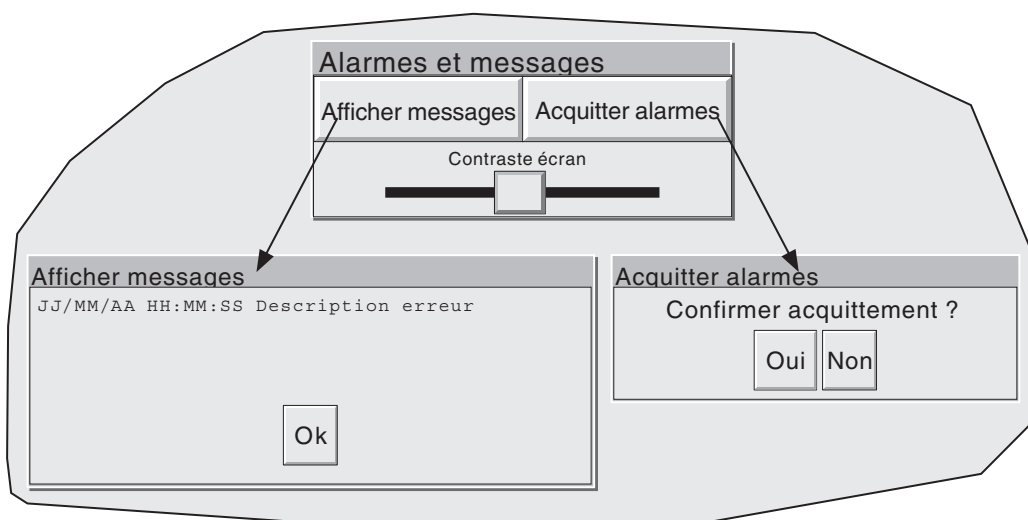 Alarmes et messages
Afficher messages
Acquitter alarmes
Contraste écran
Afficher messages
JJ/MM/AA HH:MM:SS Description erreur
Ok
Acquitter alarmes
Confirmer acquittement ?
Oui
Non